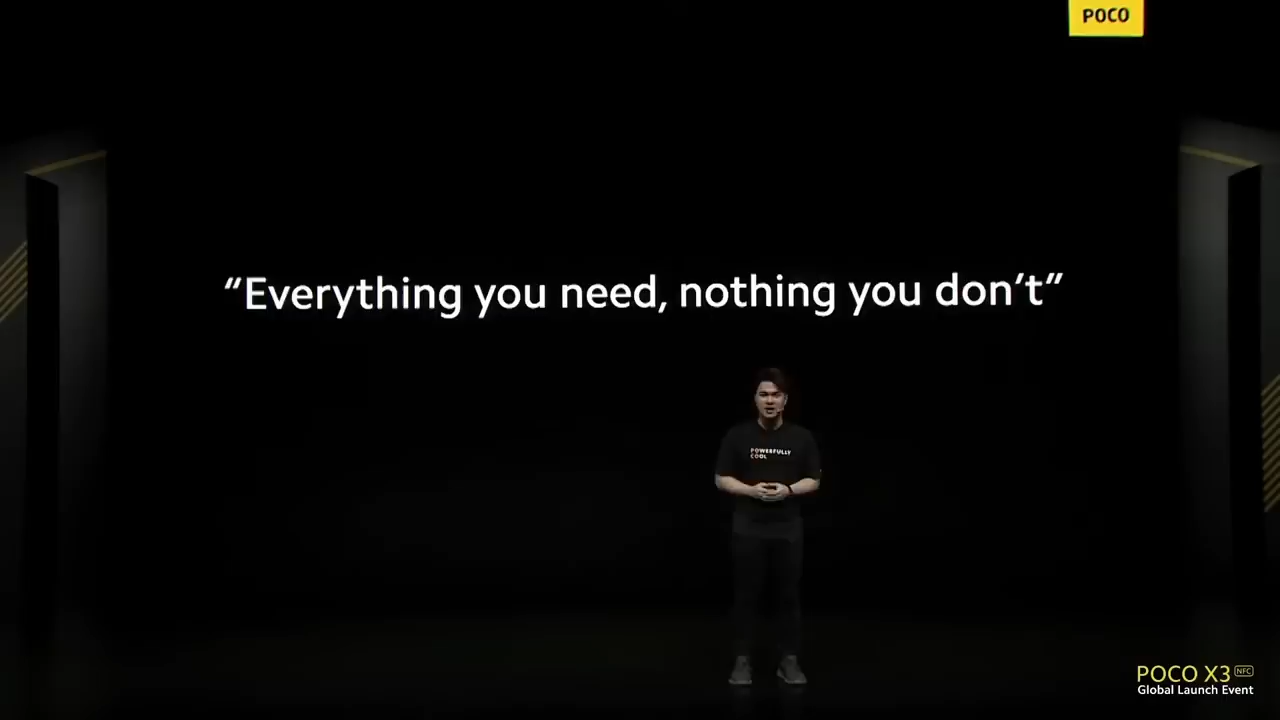 POCO
“Everything you need, nothing you don‘t”
POWERFULLY
COOL
POCO X3 NFC
Global Launch Event